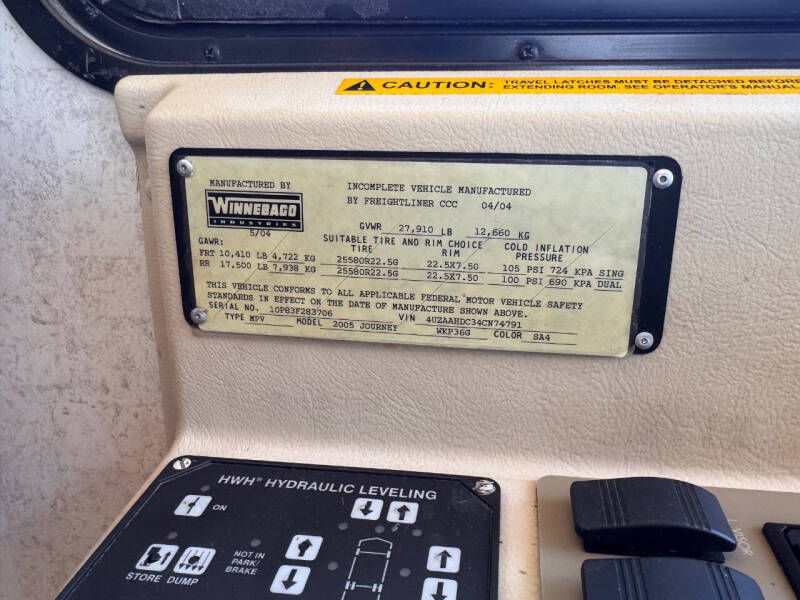 CAUTION: TRAVEL LATCHES MUST BE DETACHED BEFORE
EXTENDING ROOM. SEE OPERATOR'S MANUAL
MANUFACTURED BY
WINNEBAGO
INDUSTRIES
5/04
INCOMPLETE VEHICLE MANUFACTURED
BY FREIGHTLINER CCC 04/04
GVWR 27,910 LB 12,660 KG
GAWR: SUITABLE TIRE AND RIM CHOICE COLD INFLATION
TIRE RIM PRESSURE
FRT 10,410 LB 4,722 KG 25580R22.5G 22.5X7.50 105 PSI 724 KPA SING
RR 17,500 LB 7,938 KG 25580R22.5G 22.5X7.50 100 PSI 690 KPA DUAL
THIS VEHICLE CONFORMS TO ALL APPLICABLE FEDERAL MOTOR VEHICLE SAFETY
STANDARDS IN EFFECT ON THE DATE OF MANUFACTURE SHOWN ABOVE.
SERIAL NO. 10P83F283706 VIN 4UZAAHDC34CN74791
TYPE MPV MODEL 2005 JOURNEY WKP36G COLOR SA4
HWH® HYDRAULIC LEVELING
ON
NOT IN
PARK/
BRAKE
STORE DUMP
VISOR